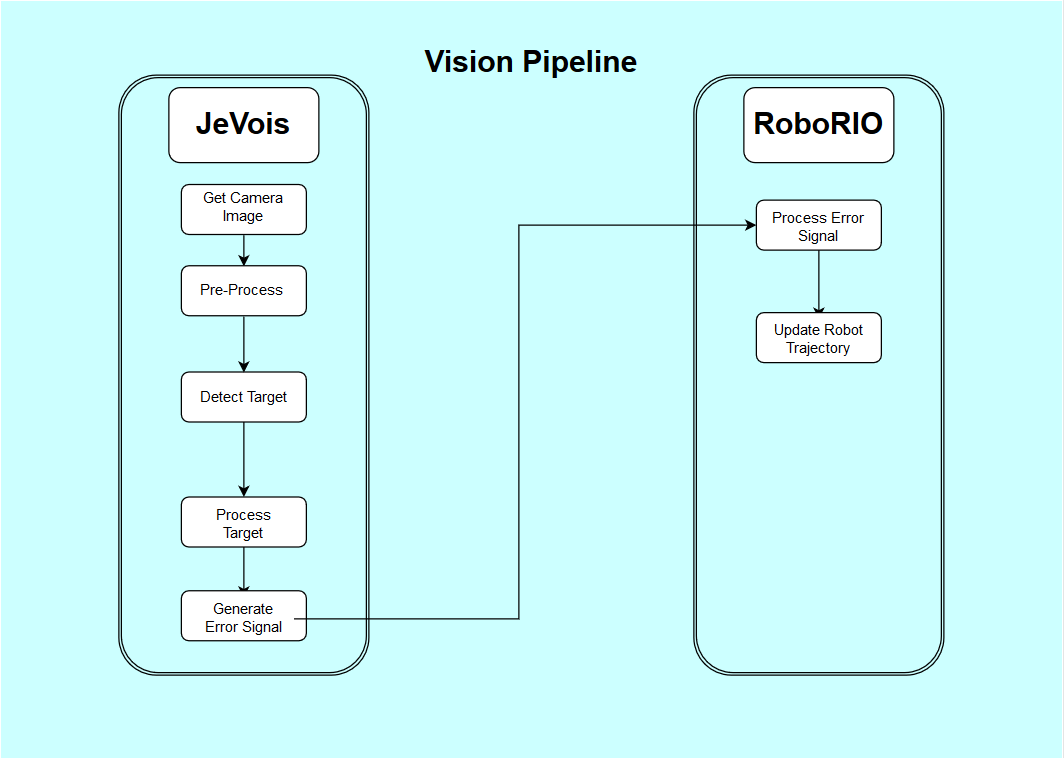 Vision Pipeline
JeVois
Get Camera
Image
Pre-Process
Detect Target
Process
Target
Generate
Error Signal
RoboRIO
Process Error
Signal
Update Robot
Trajectory